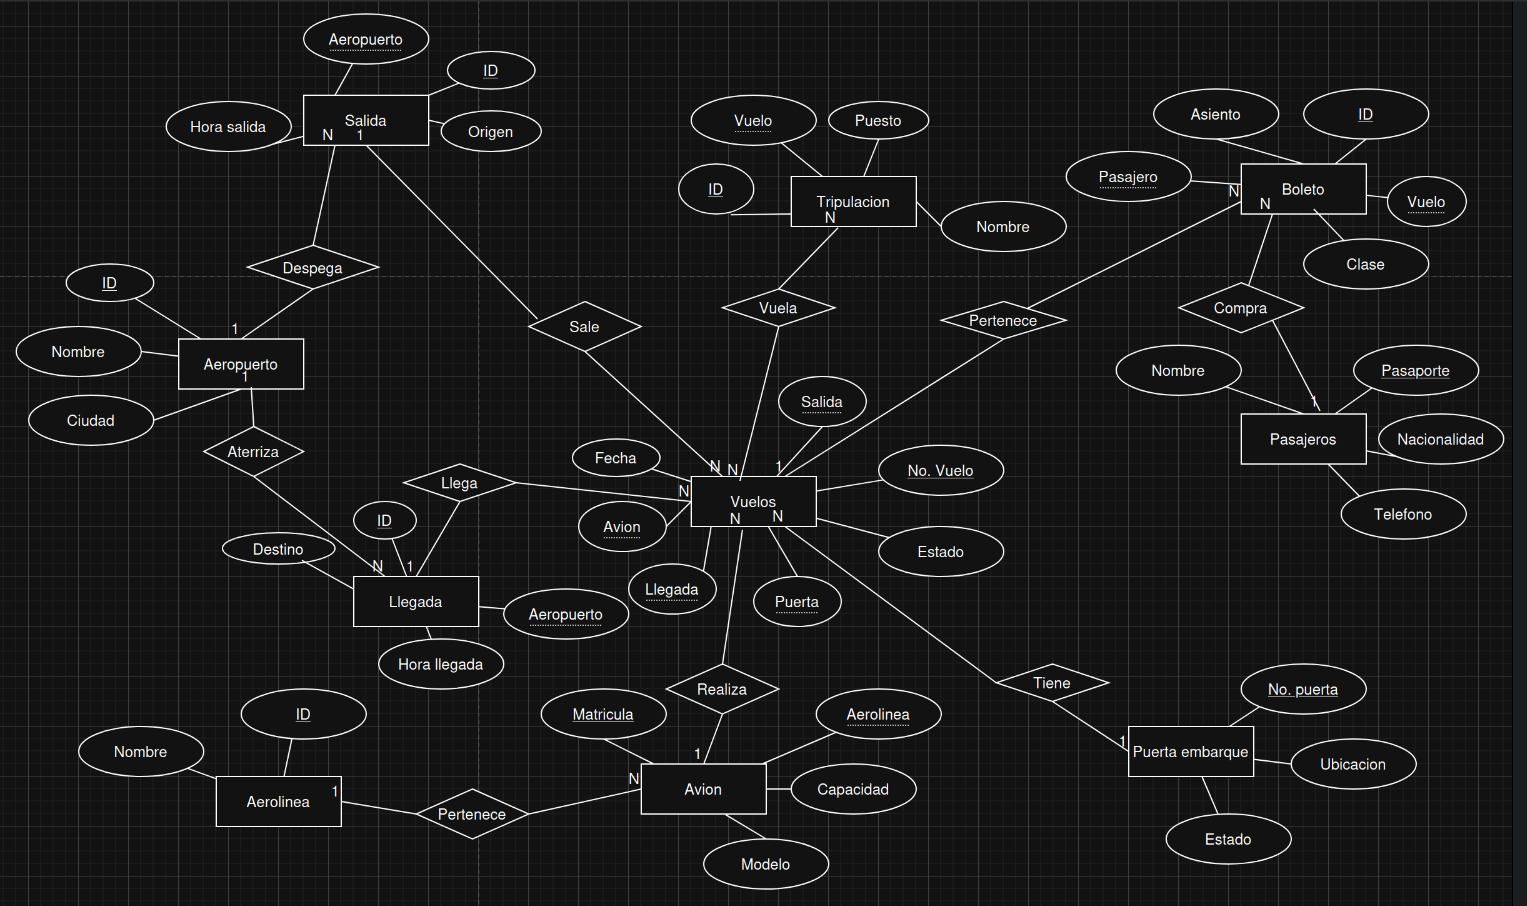 Aeropuerto
ID
Hora salida
Salida
Origen
N
1
Vuelo
Puesto
ID
Tripulacion
N
Nombre
Asiento
ID
Pasajero
Boleto
N
N
Vuelo
Clase
Despega
ID
1
Nombre
Aeropuerto
1
Ciudad
Aterriza
Sale
Vuela
Pertenece
Compra
Nombre
Pasaporte
1
Pasajeros
Nacionalidad
Telefono
Salida
Fecha
N
N
1
No. Vuelo
Llega
N
Vuelos
N
N
Avion
Estado
ID
Destino
N
1
Llegada
Llegada
Puerta
Aeropuerto
Hora llegada
Realiza
Tiene
ID
Matricula
Aerolinea
No. puerta
Nombre
1
1
Puerta embarque
Ubicacion
N
Avion
Capacidad
1
Aerolinea
Pertenece
Estado
Modelo